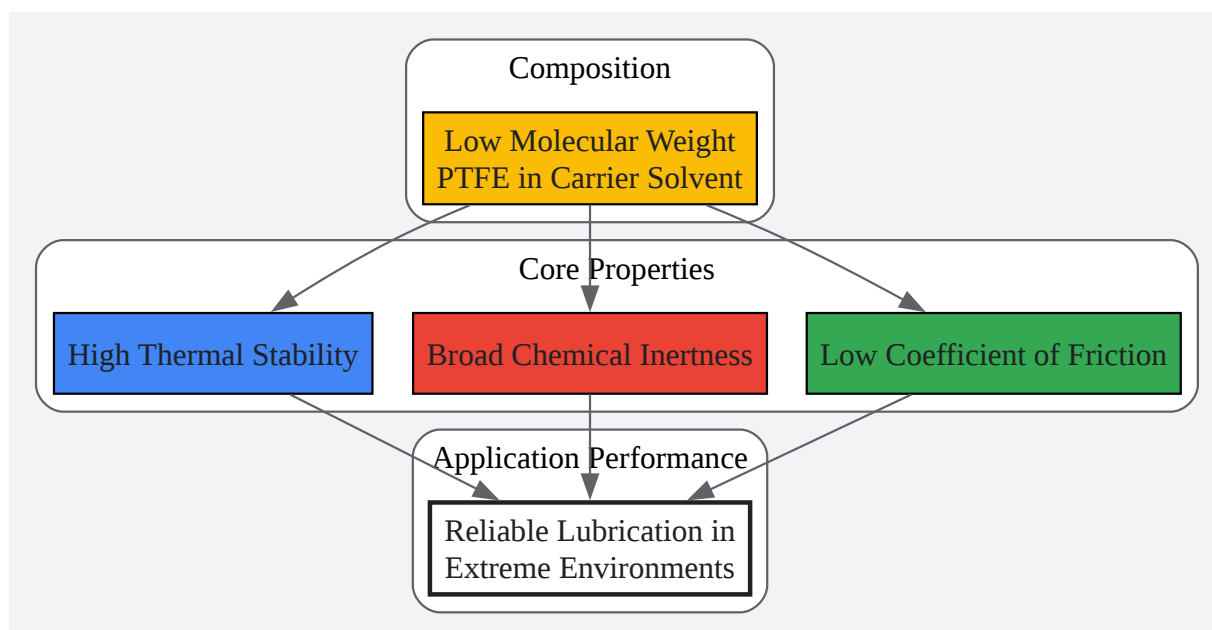 Composition
Low Molecular Weight
PTFE in Carrier Solvent
Core Properties
High Thermal Stability
Broad Chemical Inertness
Low Coefficient of Friction
Application Performance
Reliable Lubrication in
Extreme Environments